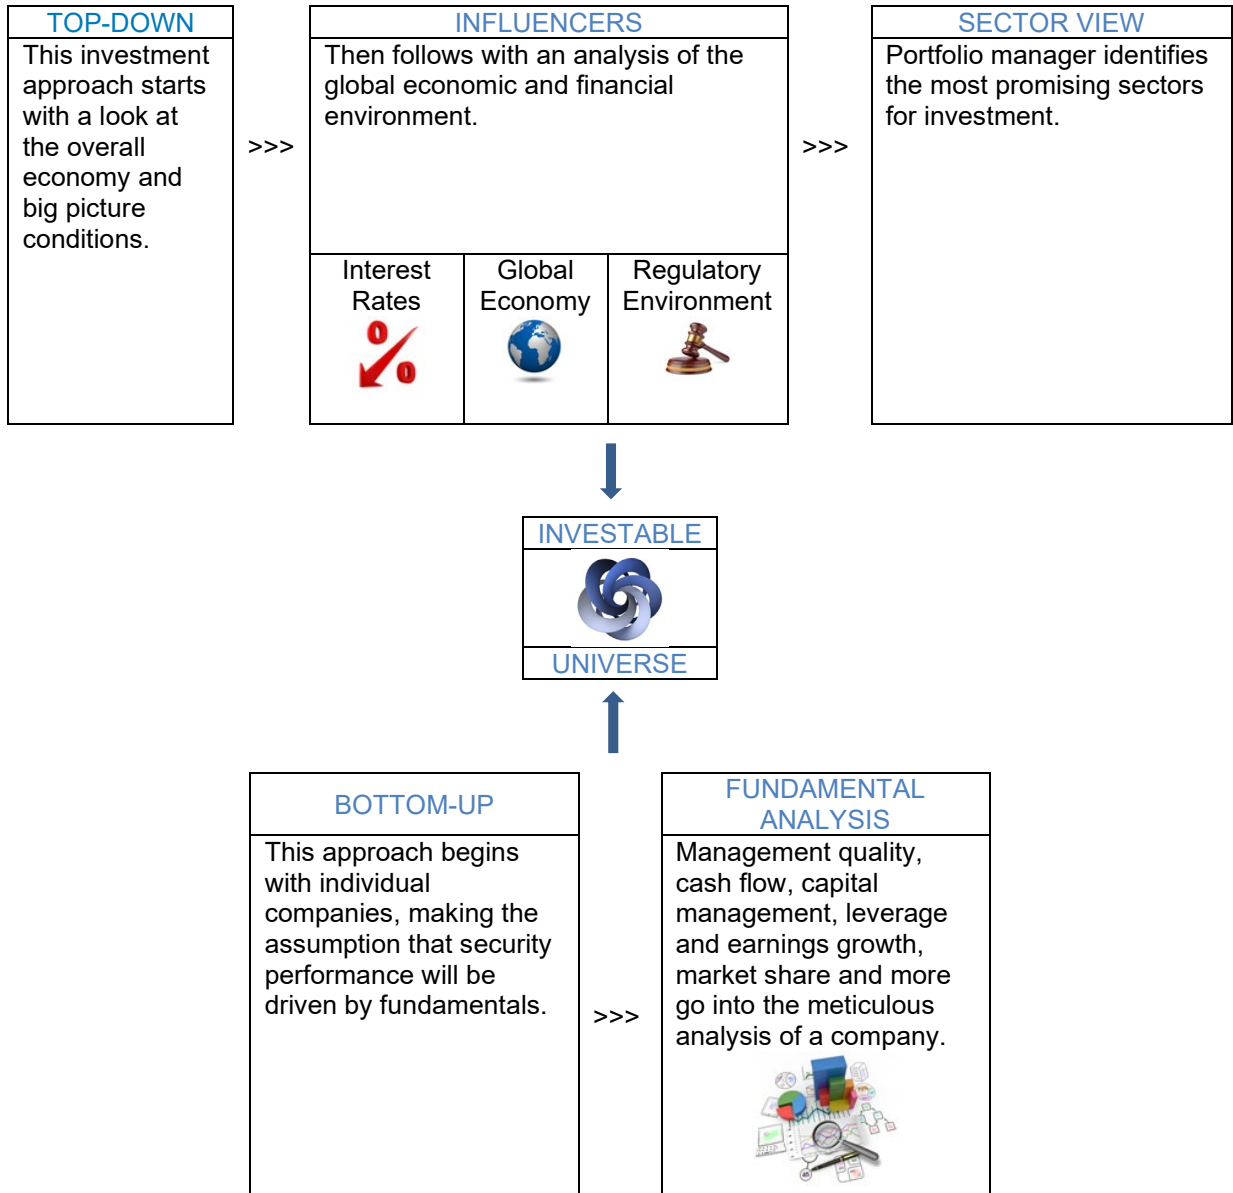 TOP-DOWN
This investment
approach starts
with a look at
the overall
economy and
big picture
conditions.
>>>
INFLUENCERS
Then follows with an analysis of the
global economic and financial
environment.
Interest
Rates
Global
Economy
Regulatory
Environment
>>>
SECTOR VIEW
Portfolio manager identifies
the most promising sectors
for investment.
INVESTABLE
UNIVERSE
BOTTOM-UP
This approach begins
with individual
companies, making the
assumption that security
performance will be
driven by fundamentals.
>>>
FUNDAMENTAL
ANALYSIS
Management quality,
cash flow, capital
management, leverage
and earnings growth,
market share and more
go into the meticulous
analysis of a company.